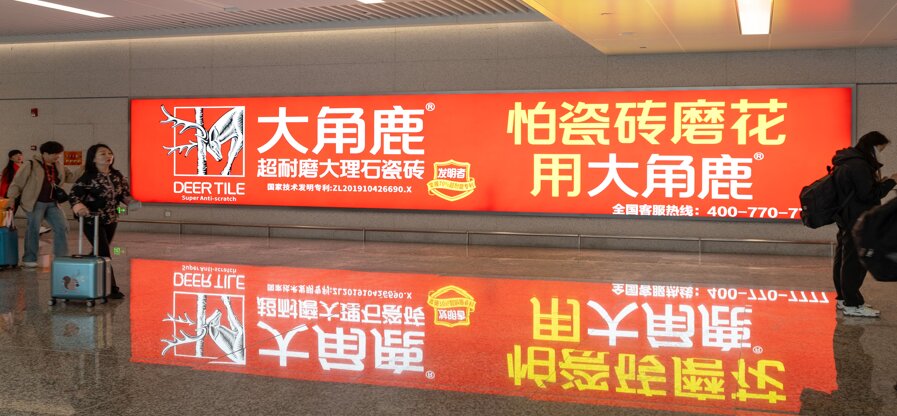 大角鹿®
超耐磨大理石瓷砖
国家技术发明专利:ZL201910426690.X
DEER TILE
Super Anti-scratch
发明者
怕瓷砖磨花
用大角鹿®
全国客服热线：400-770-77